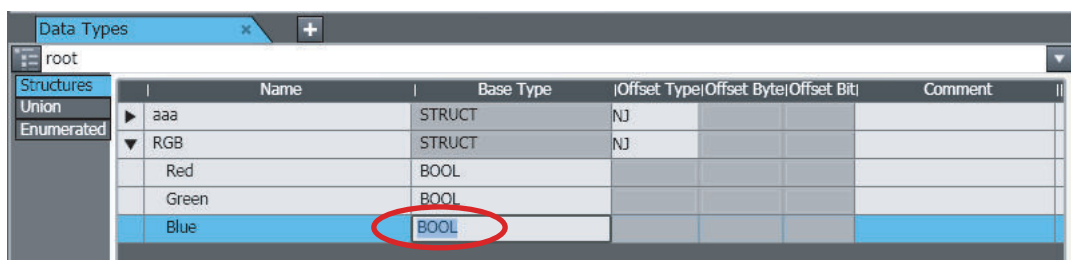 Data Types × +
root
Structures
Union
Enumerated
Name Base Type Offset Type Offset Byte Offset Bit Comment
aaa STRUCT NJ
RGB STRUCT NJ
Red BOOL
Green BOOL
Blue BOOL